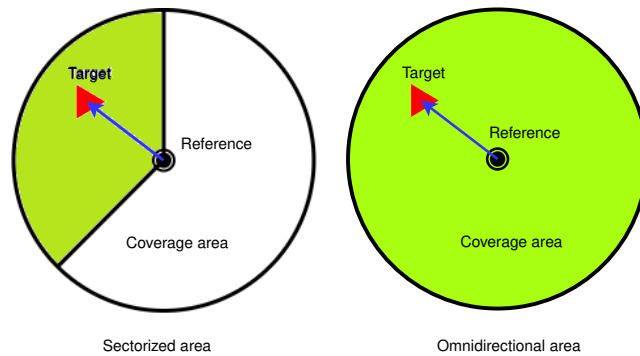 Target
Reference
Coverage area
Sectorized area
Target
Reference
Coverage area
Omnidirectional area